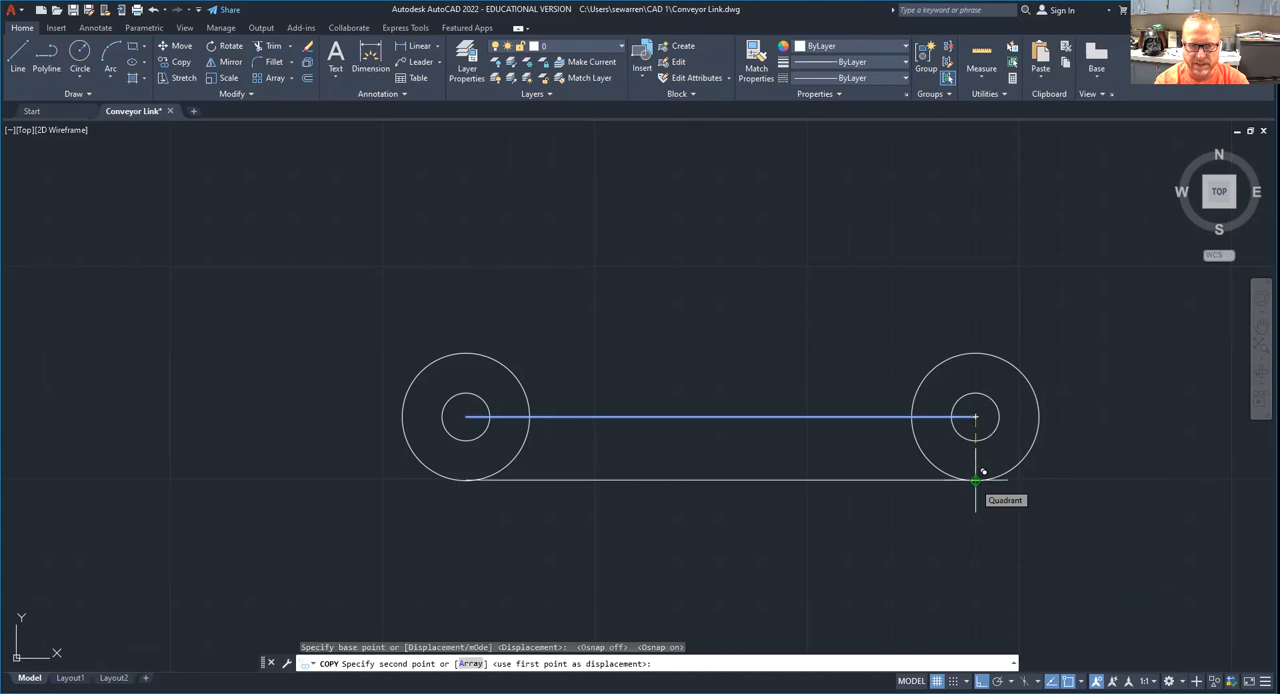 Autodesk AutoCAD 2022 - EDUCATIONAL VERSION C:\Users\sewarren\CAD 1\Conveyor Link.dwg
Share
Type a keyword or phrase
Sign In
Home Insert Annotate Parametric View Manage Output Add-ins Collaborate Express Tools Featured Apps
Line Polyline Circle Arc
Move Rotate Trim
Copy Mirror Fillet
Stretch Scale Array
Text Dimension
Linear
Leader
Table
Layer Properties
0
Make Current
Match Layer
Insert
Create
Edit
Edit Attributes
Match Properties
ByLayer
ByLayer
ByLayer
Group
Measure
Paste
Base
Draw Modify Annotation Layers Block Properties Groups Utilities Clipboard View
Start Conveyor Link*
[−][Top][2D Wireframe]
N
W TOP E
S
WCS
Quadrant
Y
X
Specify base point or [Displacement/mOde] <Displacement>: <Osnap off> <Osnap on>
COPY Specify second point or [Array] <use first point as displacement>:
Model Layout1 Layout2 +
MODEL 1:1